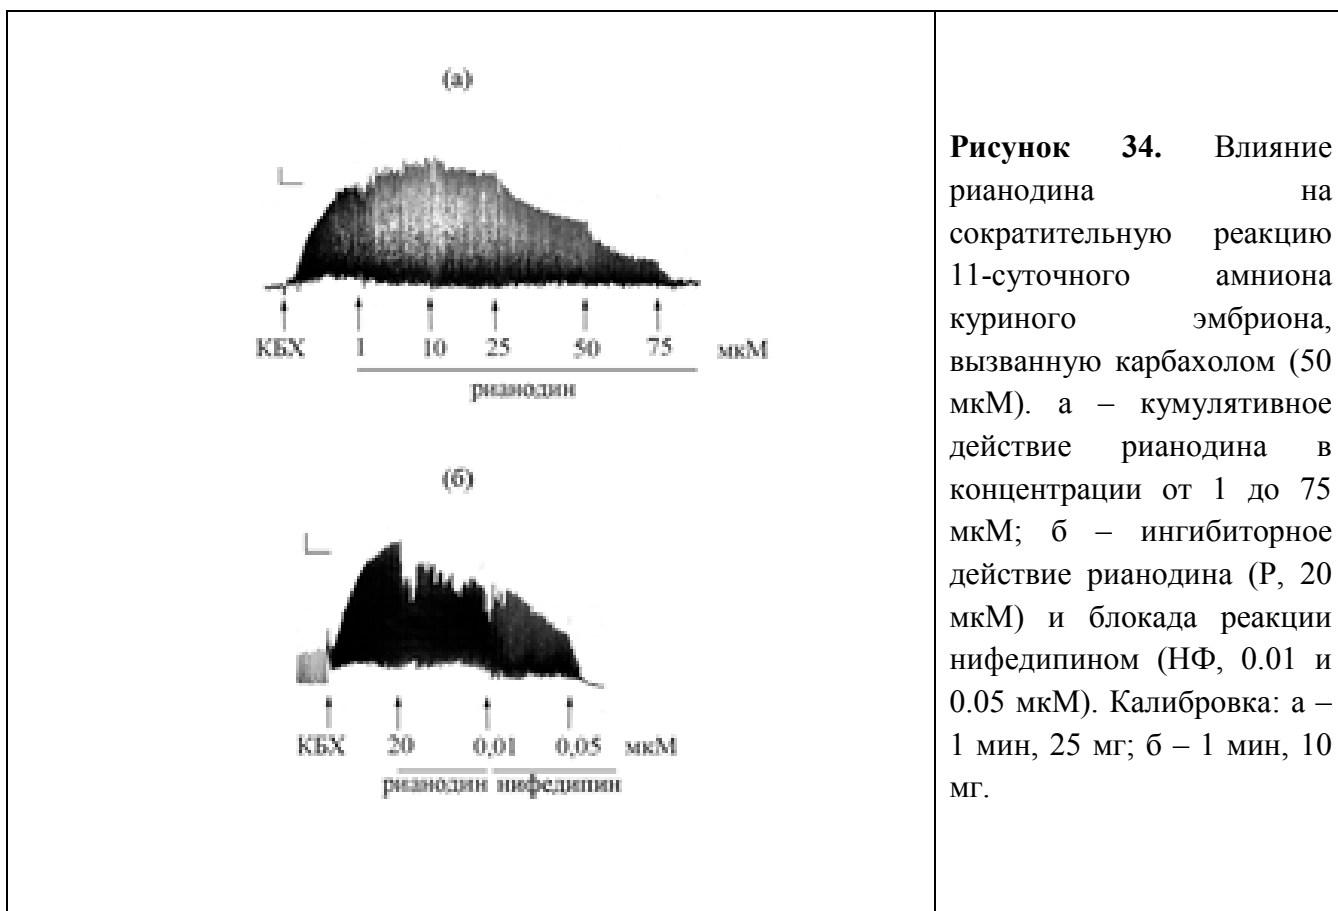 (а)
КБХ 1 10 25 50 75 мкМ
рианодин
(б)
КБХ 20 0,01 0,05 мкМ
рианодин нифедипин
Рисунок 34. Влияние
рианодина на
сократительную реакцию
11-суточного амниона
куриного эмбриона,
вызванную карбахолом (50
мкМ). а – кумулятивное
действие рианодина в
концентрации от 1 до 75
мкМ; б – ингибиторное
действие рианодина (Р, 20
мкМ) и блокада реакции
нифедипином (НФ, 0.01 и
0.05 мкМ). Калибровка: а –
1 мин, 25 мг; б – 1 мин, 10
мг.